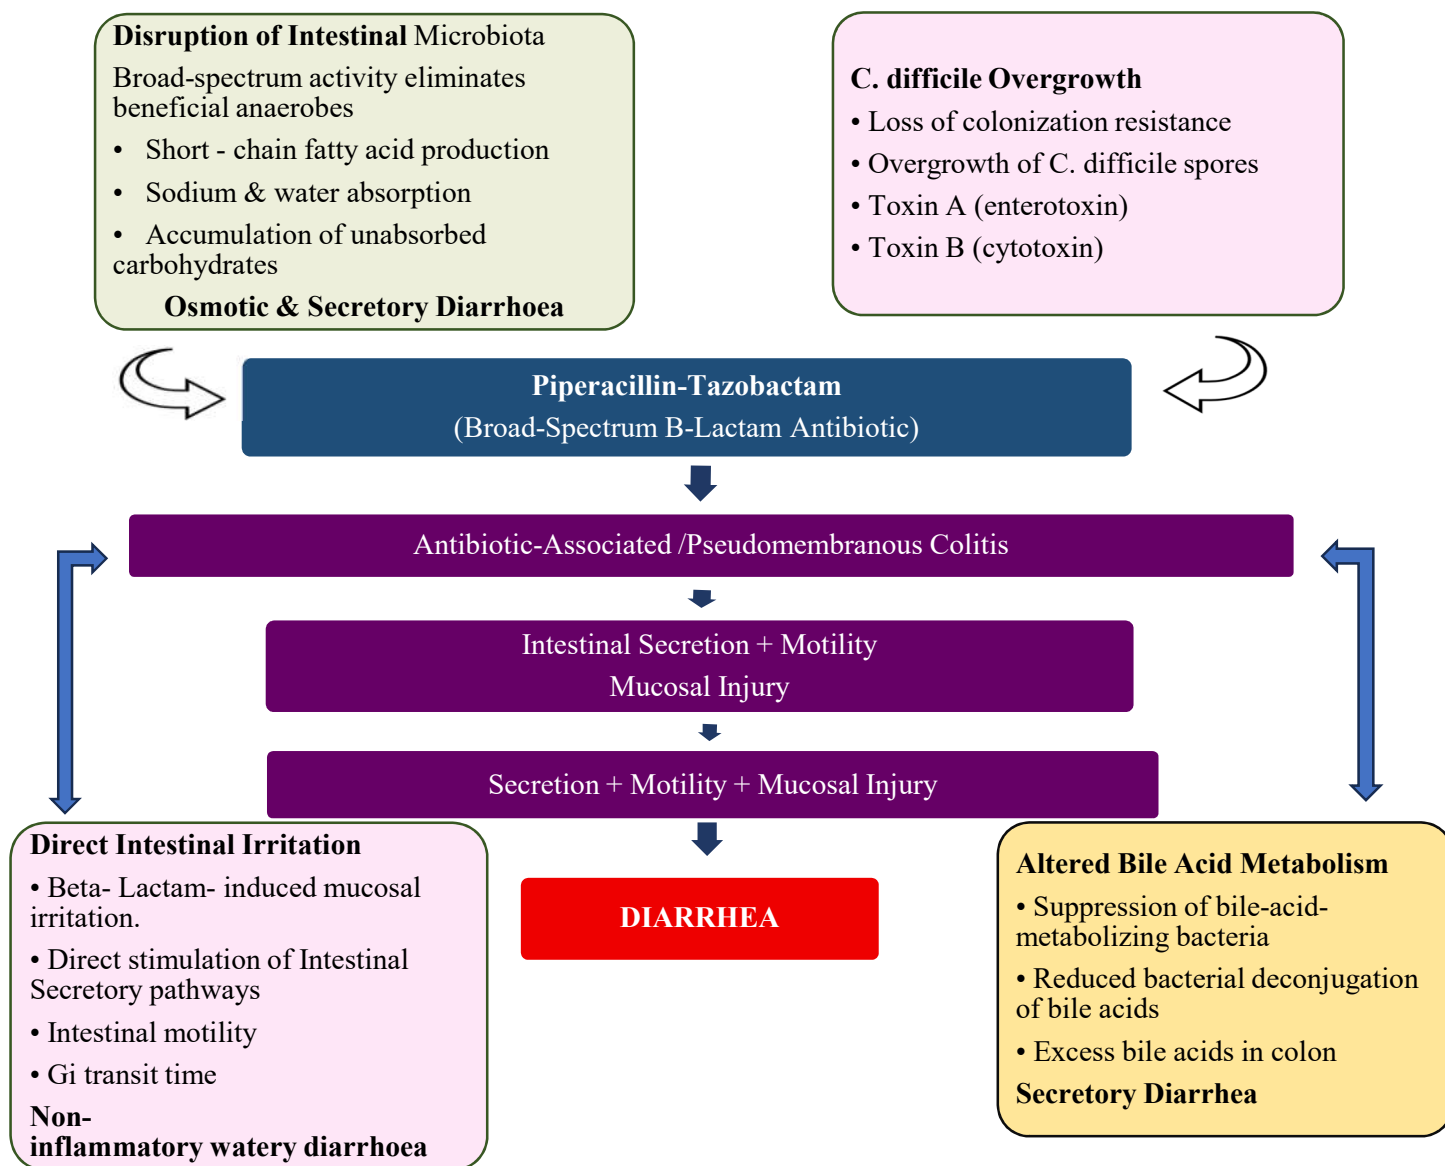 Disruption of Intestinal Microbiota
Broad-spectrum activity eliminates
beneficial anaerobes
• Short - chain fatty acid production
• Sodium & water absorption
• Accumulation of unabsorbed
carbohydrates
Osmotic & Secretory Diarrhoea
C. difficile Overgrowth
• Loss of colonization resistance
• Overgrowth of C. difficile spores
• Toxin A (enterotoxin)
• Toxin B (cytotoxin)
Piperacillin-Tazobactam
(Broad-Spectrum B-Lactam Antibiotic)
Antibiotic-Associated /Pseudomembranous Colitis
Intestinal Secretion + Motility
Mucosal Injury
Secretion + Motility + Mucosal Injury
Direct Intestinal Irritation
• Beta- Lactam- induced mucosal
irritation.
• Direct stimulation of Intestinal
Secretory pathways
• Intestinal motility
• Gi transit time
Non-
inflammatory watery diarrhoea
DIARRHEA
Altered Bile Acid Metabolism
• Suppression of bile-acid-
metabolizing bacteria
• Reduced bacterial deconjugation
of bile acids
• Excess bile acids in colon
Secretory Diarrhea